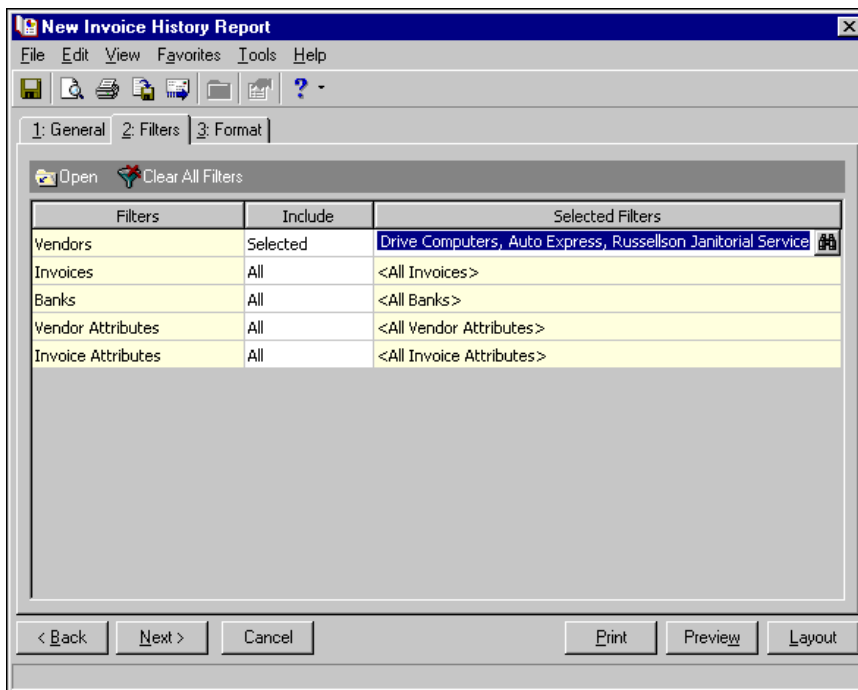 New Invoice History Report
File Edit View Favorites Tools Help
?
1: General 2: Filters 3: Format
Open Clear All Filters
Filters Include Selected Filters
Vendors Selected Drive Computers, Auto Express, Russellson Janitorial Service
Invoices All <All Invoices>
Banks All <All Banks>
Vendor Attributes All <All Vendor Attributes>
Invoice Attributes All <All Invoice Attributes>
< Back Next > Cancel Print Preview Layout